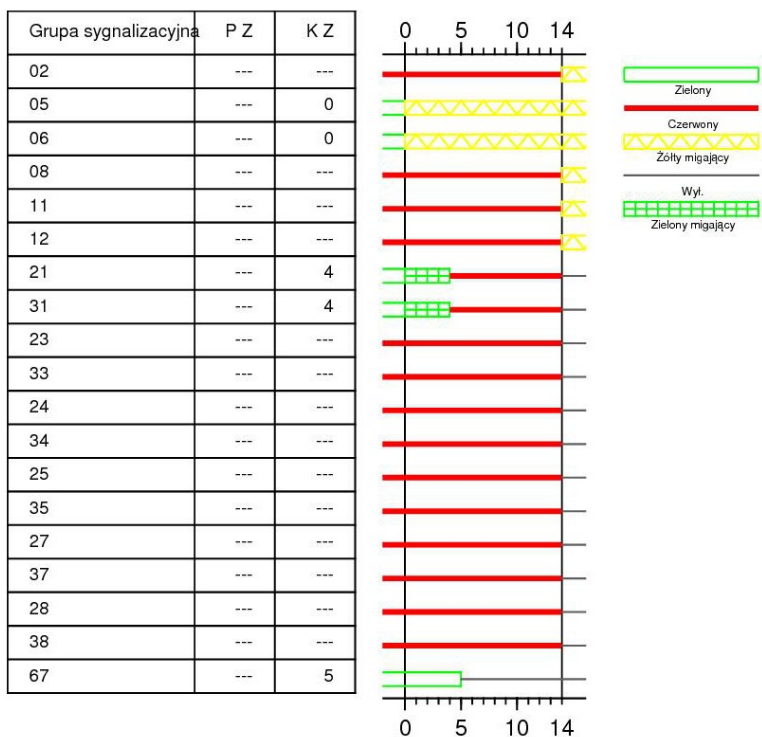 Grupa sygnalizacyjna P Z K Z
02 --- ---
05 --- 0
06 --- 0
08 --- ---
11 --- ---
12 --- ---
21 --- 4
31 --- 4
23 --- ---
33 --- ---
24 --- ---
34 --- ---
25 --- ---
35 --- ---
27 --- ---
37 --- ---
28 --- ---
38 --- ---
67 --- 5
0 5 10 14
0 5 10 14
Zielony
Czerwony
Żółty migający
Wył.
Zielony migający